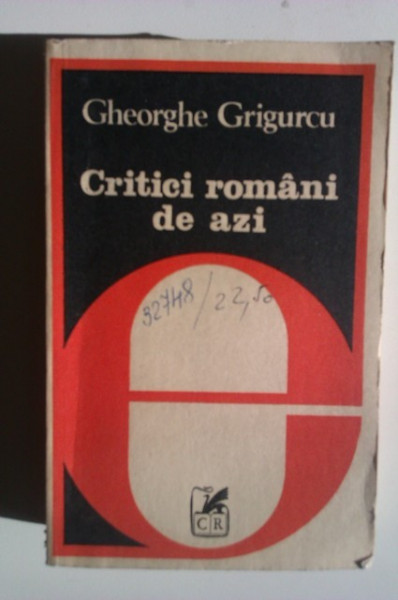 Gheorghe Grigurcu
Critici români
de azi
32748/22,50
e
CR